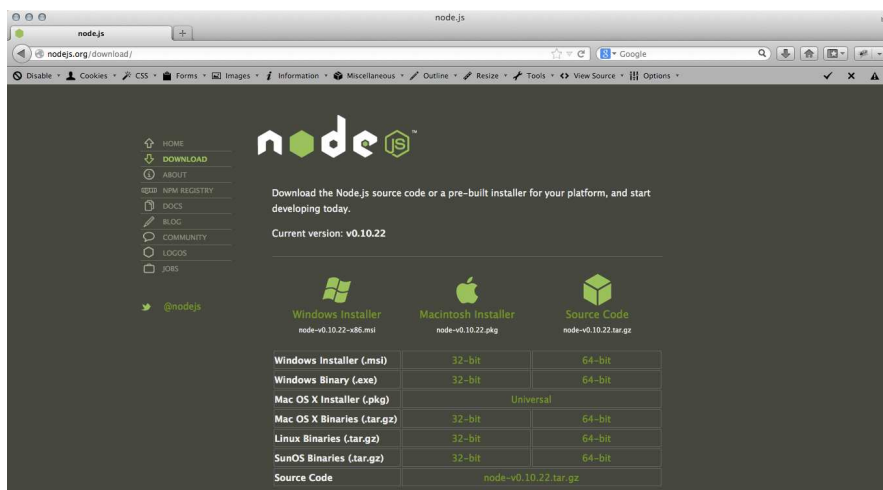 node.js
node.js
nodejs.org/download/
Google
Disable Cookies CSS Forms Images Information Miscellaneous Outline Resize Tools View Source Options
HOME
DOWNLOAD
ABOUT
NPM REGISTRY
DOCS
BLOG
COMMUNITY
LOGOS
JOBS
@nodejs
node JS™
Download the Node.js source code or a pre-built installer for your platform, and start
developing today.
Current version: v0.10.22
Windows Installer
node-v0.10.22-x86.msi
Macintosh Installer
node-v0.10.22.pkg
Source Code
node-v0.10.22.tar.gz
Windows Installer (.msi) 32-bit 64-bit
Windows Binary (.exe) 32-bit 64-bit
Mac OS X Installer (.pkg) Universal
Mac OS X Binaries (.tar.gz) 32-bit 64-bit
Linux Binaries (.tar.gz) 32-bit 64-bit
SunOS Binaries (.tar.gz) 32-bit 64-bit
Source Code node-v0.10.22.tar.gz